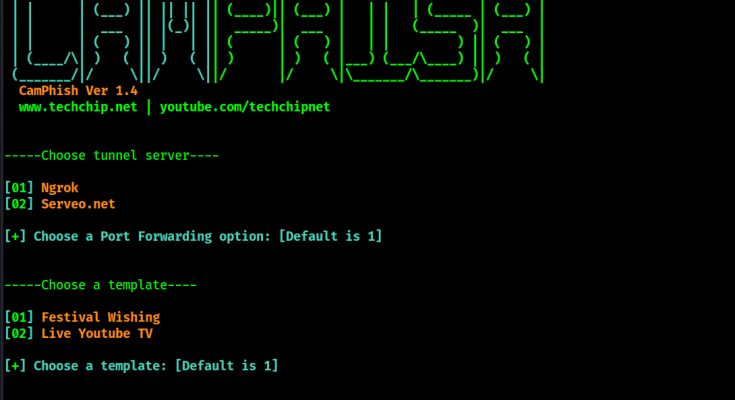 CamPhish Ver 1.4
www.techchip.net | youtube.com/techchipnet
-----Choose tunnel server----
[01] Ngrok
[02] Serveo.net
[+] Choose a Port Forwarding option: [Default is 1]
-----Choose a template----
[01] Festival Wishing
[02] Live Youtube TV
[+] Choose a template: [Default is 1]